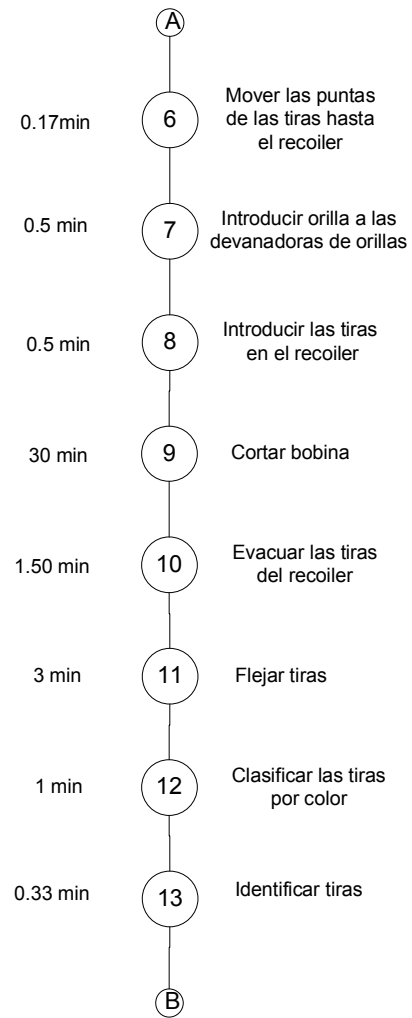 A
0.17min
6
Mover las puntas
de las tiras hasta
el recoiler
0.5 min
7
Introducir orilla a las
devanadoras de orillas
0.5 min
8
Introducir las tiras
en el recoiler
30 min
9
Cortar bobina
1.50 min
10
Evacuar las tiras
del recoiler
3 min
11
Flejar tiras
1 min
12
Clasificar las tiras
por color
0.33 min
13
Identificar tiras
B